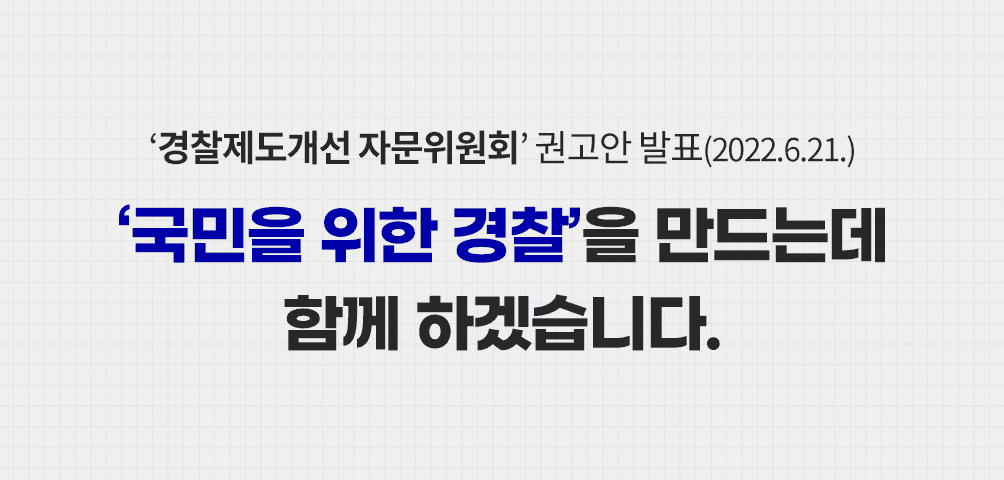 ‘경찰제도개선 자문위원회’ 권고안 발표(2022.6.21.)
‘국민을 위한 경찰’을 만드는데
함께 하겠습니다.